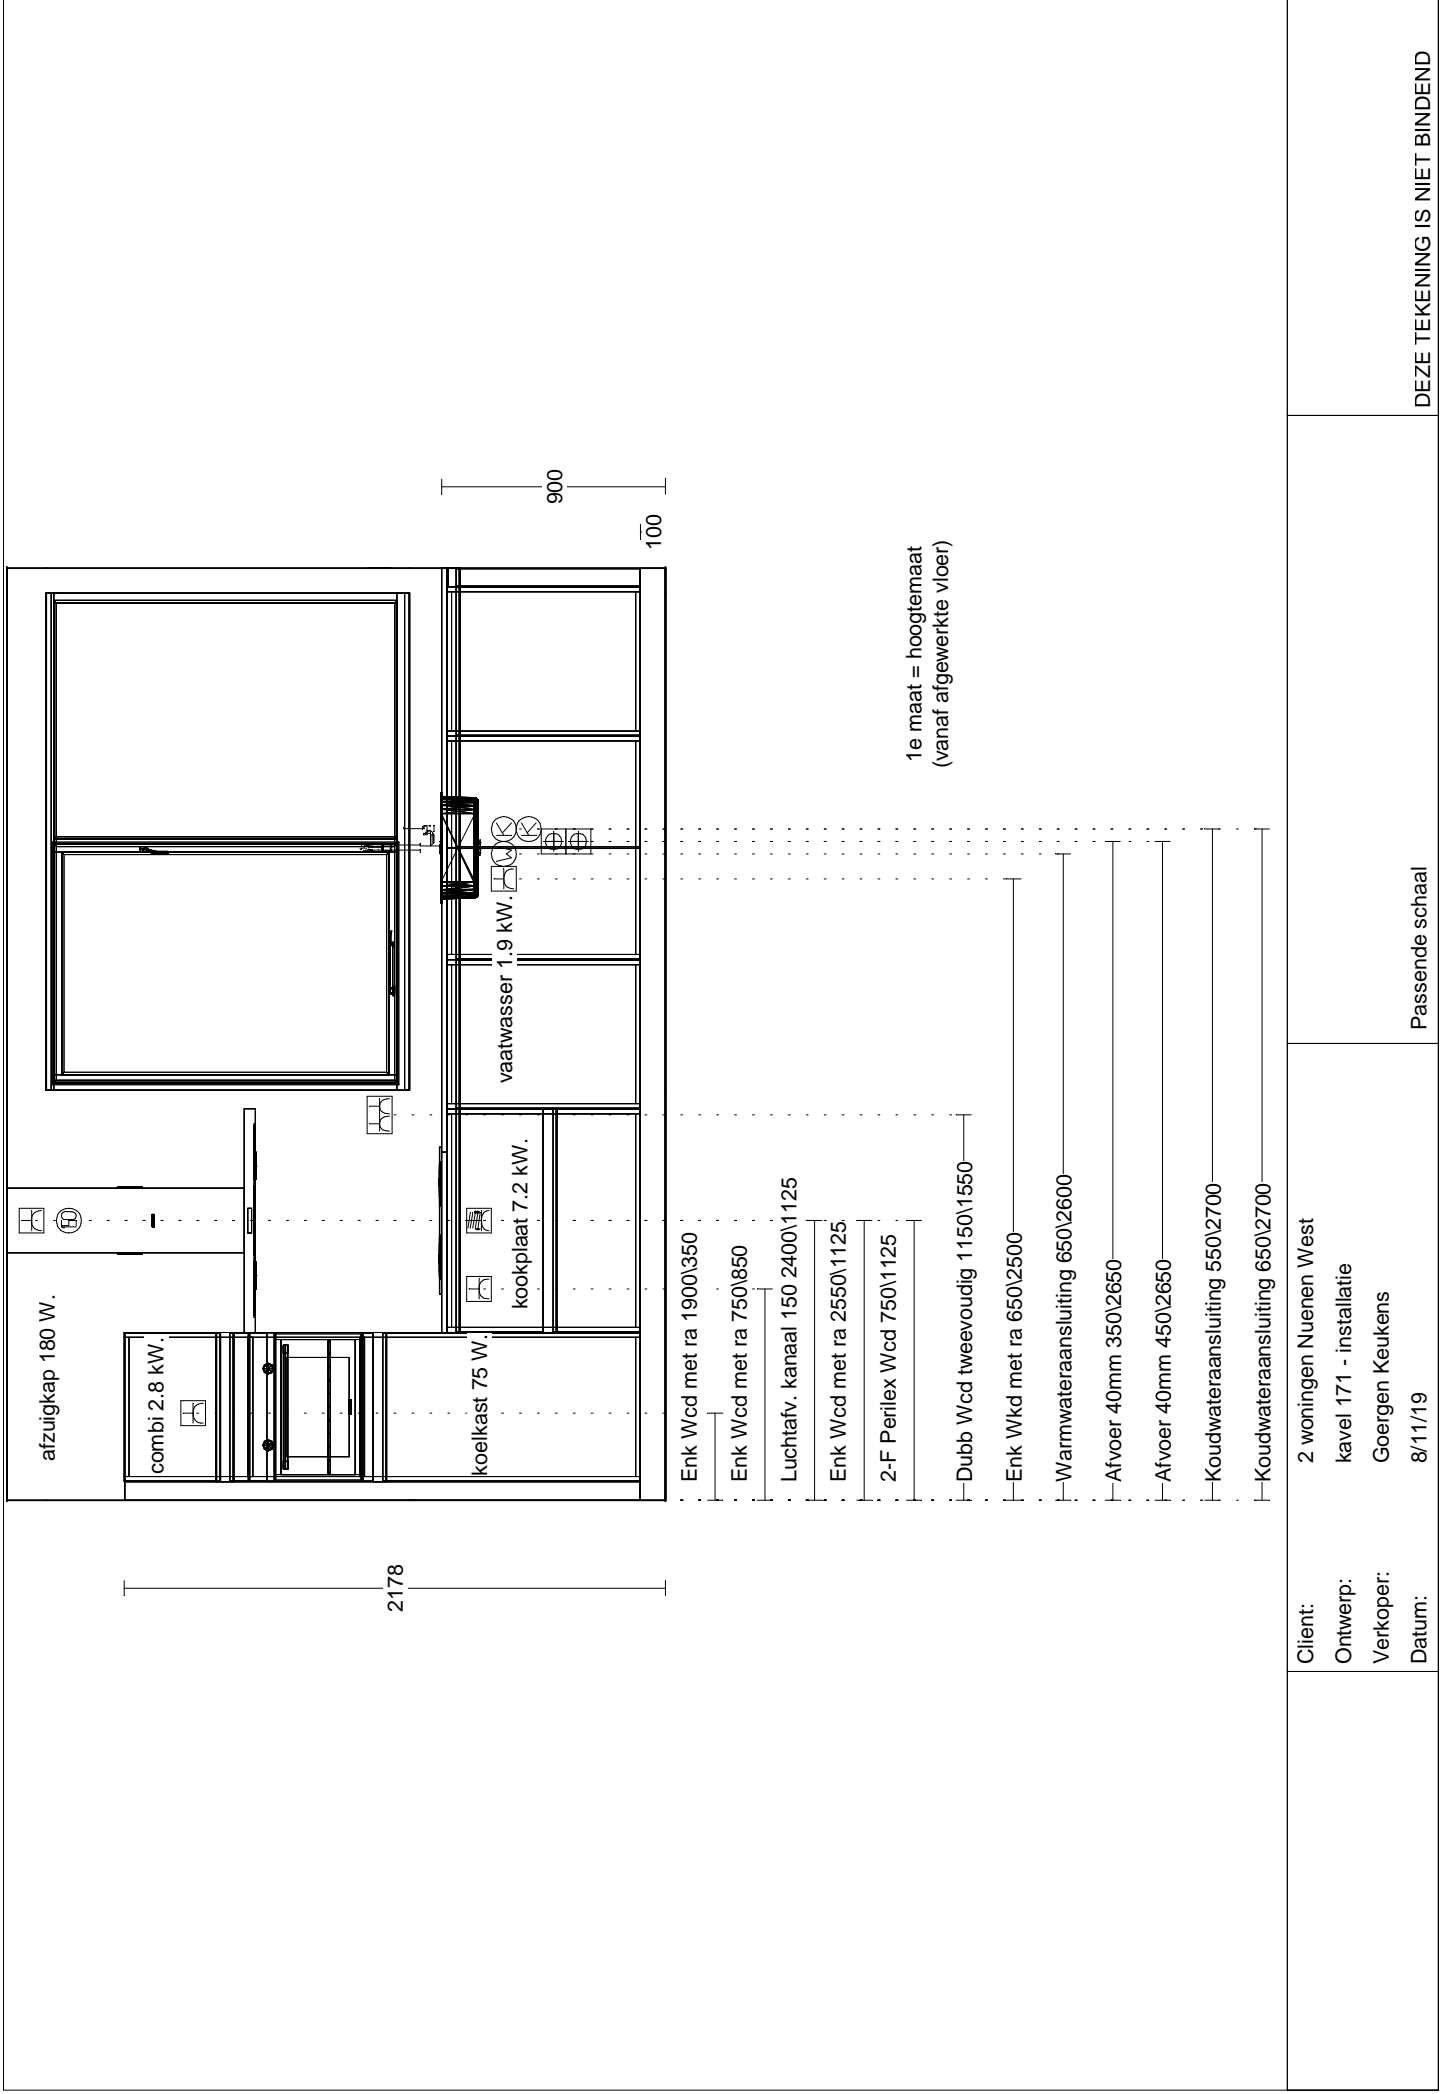 afzuigkap 180 W.
combi 2.8 kW.
150
2178
koelkast 75 W.
kookplaat 7.2 kW.
vaatwasser 1.9 kW.
W
K
K
900
100
Enk Wcd met ra 1900\350
Enk Wcd met ra 750\850
Luchtafv. kanaal 150 2400\1125
Enk Wcd met ra 2550\1125
2-F Perilex Wcd 750\1125
Dubb Wcd tweevoudig 1150\1550
Enk Wkd met ra 650\2500
Warmwateraansluiting 650\2600
Afvoer 40mm 350\2650
Afvoer 40mm 450\2650
Koudwateraansluiting 550\2700
Koudwateraansluiting 650\2700
1e maat = hoogtemaat
(vanaf afgewerkte vloer)
Client: 2 woningen Nuenen West
Ontwerp: kavel 171 - installatie
Verkoper: Goergen Keukens
Datum: 8/11/19
Passende schaal
DEZE TEKENING IS NIET BINDEND